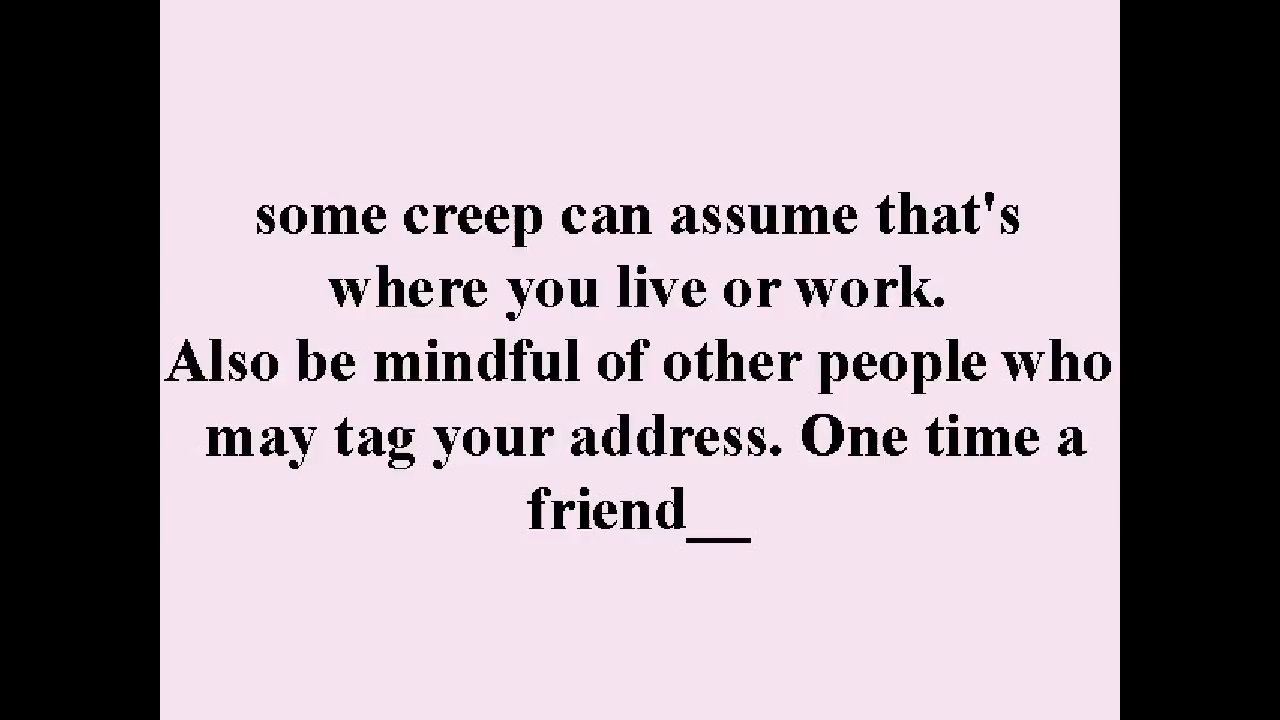 some creep can assume that's
where you live or work.
Also be mindful of other people who
may tag your address. One time a
friend__